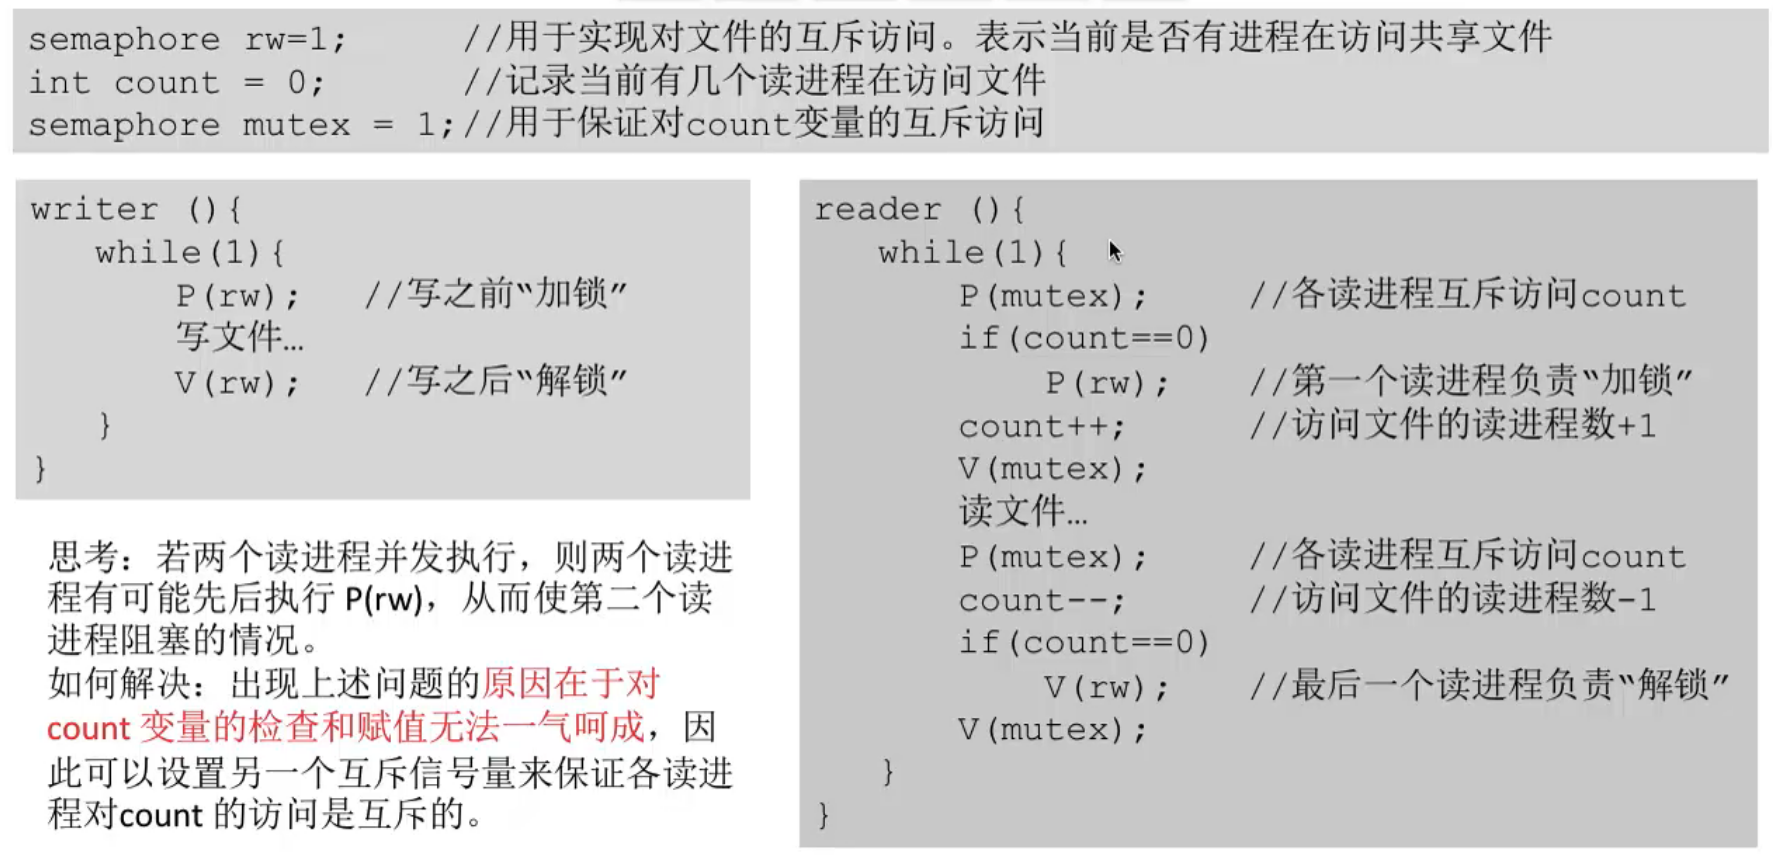 semaphore rw=1; //用于实现对文件的互斥访问。表示当前是否有进程在访问共享文件
int count = 0; //记录当前有几个读进程在访问文件
semaphore mutex = 1;//用于保证对count变量的互斥访问
writer (){
while(1){
P(rw); //写之前“加锁”
写文件…
V(rw); //写之后“解锁”
}
}
思考：若两个读进程并发执行，则两个读进
程有可能先后执行 P(rw)，从而使第二个读
进程阻塞的情况。
如何解决：出现上述问题的原因在于对
count 变量的检查和赋值无法一气呵成，因
此可以设置另一个互斥信号量来保证各读进
程对count 的访问是互斥的。
reader (){
while(1){
P(mutex); //各读进程互斥访问count
if(count==0)
P(rw); //第一个读进程负责“加锁”
count++; //访问文件的读进程数+1
V(mutex);
读文件…
P(mutex); //各读进程互斥访问count
count--; //访问文件的读进程数-1
if(count==0)
V(rw); //最后一个读进程负责“解锁”
V(mutex);
}
}